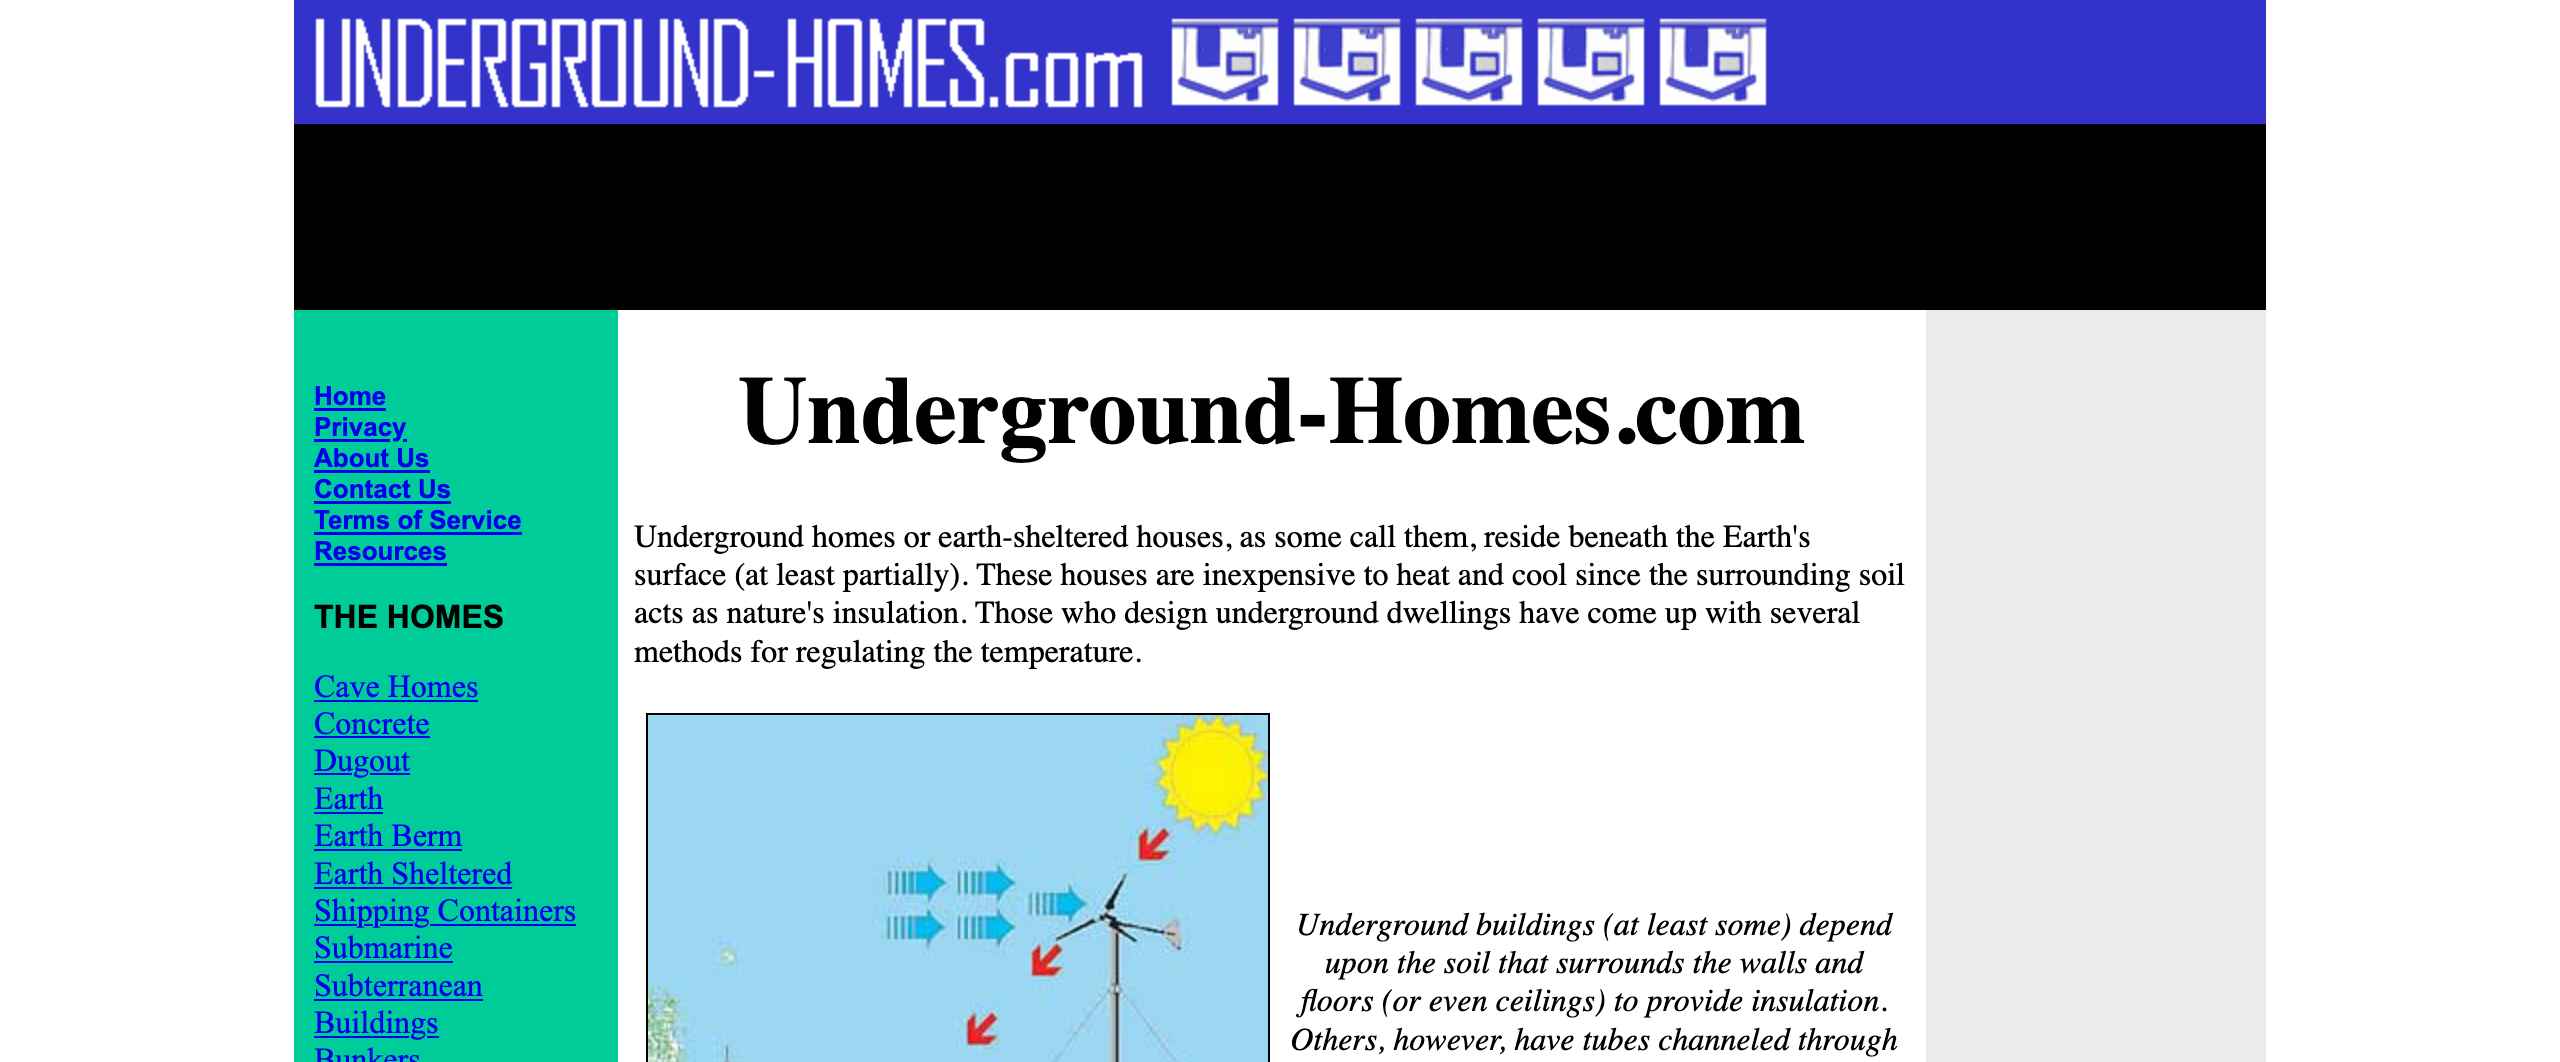 UNDERGROUND-HOMES.com
Home
Privacy
About Us
Contact Us
Terms of Service
Resources
THE HOMES
Cave Homes
Concrete
Dugout
Earth
Earth Berm
Earth Sheltered
Shipping Containers
Submarine
Subterranean
Buildings
Bunkers
Underground-Homes.com
Underground homes or earth-sheltered houses, as some call them, reside beneath the Earth's
surface (at least partially). These houses are inexpensive to heat and cool since the surrounding soil
acts as nature's insulation. Those who design underground dwellings have come up with several
methods for regulating the temperature.
Underground buildings (at least some) depend
upon the soil that surrounds the walls and
floors (or even ceilings) to provide insulation.
Others, however, have tubes channeled through